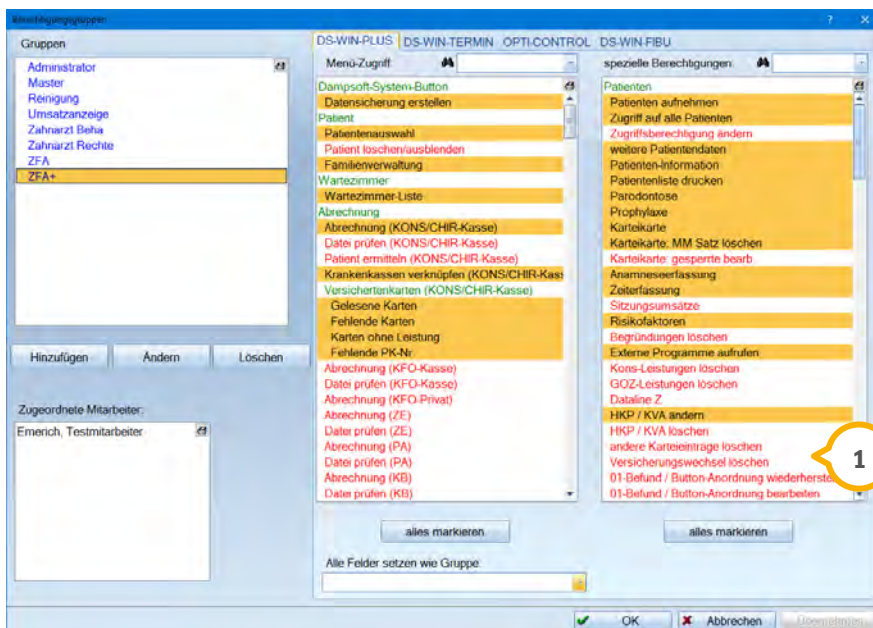 Berechtigungsgruppen
Gruppen
Administrator
Master
Reinigung
Umsatzanzeige
Zahnarzt Beha
Zahnarzt Rechte
ZFA
ZFA+
Hinzufügen Ändern Löschen
Zugeordnete Mitarbeiter:
Emerich, Testmitarbeiter
DS-WIN-PLUS DS-WIN-TERMIN OPTI-CONTROL DS-WIN-FIBU
Menü-Zugriff:
Dampsoft-System-Button
Datensicherung erstellen
Patient
Patientenauswahl
Patient löschen/ausblenden
Familienverwaltung
Wartezimmer
Wartezimmer-Liste
Abrechnung
Abrechnung (KONS/CHIR-Kasse)
Datei prüfen (KONS/CHIR-Kasse)
Patient ermitteln (KONS/CHIR-Kasse)
Krankenkassen verknüpfen (KONS/CHIR-Kass
Versichertenkarten (KONS/CHIR-Kasse)
Gelesene Karten
Fehlende Karten
Karten ohne Leistung
Fehlende PK-Nr
Abrechnung (KFO-Kasse)
Datei prüfen (KFO-Kasse)
Abrechnung (KFO-Privat)
Abrechnung (ZE)
Datei prüfen (ZE)
Abrechnung (PA)
Datei prüfen (PA)
Abrechnung (KB)
Datei prüfen (KB)
alles markieren
Alle Felder setzen wie Gruppe:
spezielle Berechtigungen:
Patienten
Patienten aufnehmen
Zugriff auf alle Patienten
Zugriffsberechtigung ändern
weitere Patientendaten
Patienten-Information
Patientenliste drucken
Parodontose
Prophylaxe
Karteikarte
Karteikarte: MM Satz löschen
Karteikarte: gesperrte bearb
Anamneseerfassung
Zeiterfassung
Sitzungsumsätze
Risikofaktoren
Begründungen löschen
Externe Programme aufrufen
Kons-Leistungen löschen
GOZ-Leistungen löschen
Dataline Z
HKP / KVA ändern
HKP / KVA löschen
andere Karteieinträge löschen
Versicherungswechsel löschen
01-Befund / Button-Anordnung wiederherste
01-Befund / Button-Anordnung bearbeiten
1
alles markieren
OK Abbrechen Übernehmen